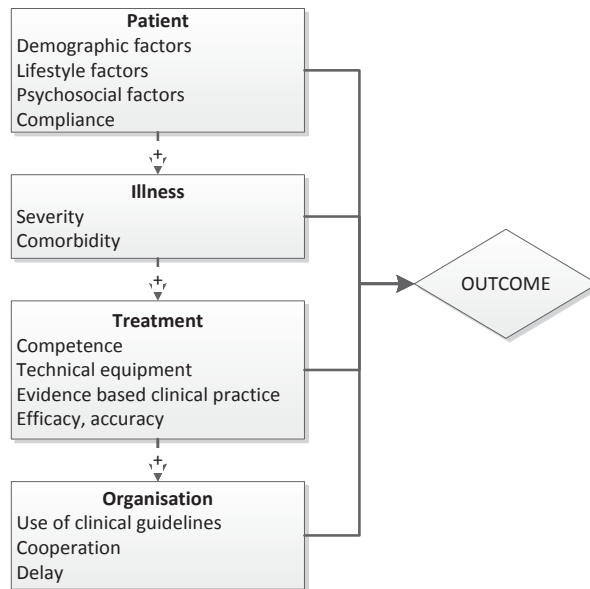 Patient
Demographic factors
Lifestyle factors
Psychosocial factors
Compliance
+
Illness
Severity
Comorbidity
+
Treatment
Competence
Technical equipment
Evidence based clinical practice
Efficacy, accuracy
+
Organisation
Use of clinical guidelines
Cooperation
Delay
OUTCOME